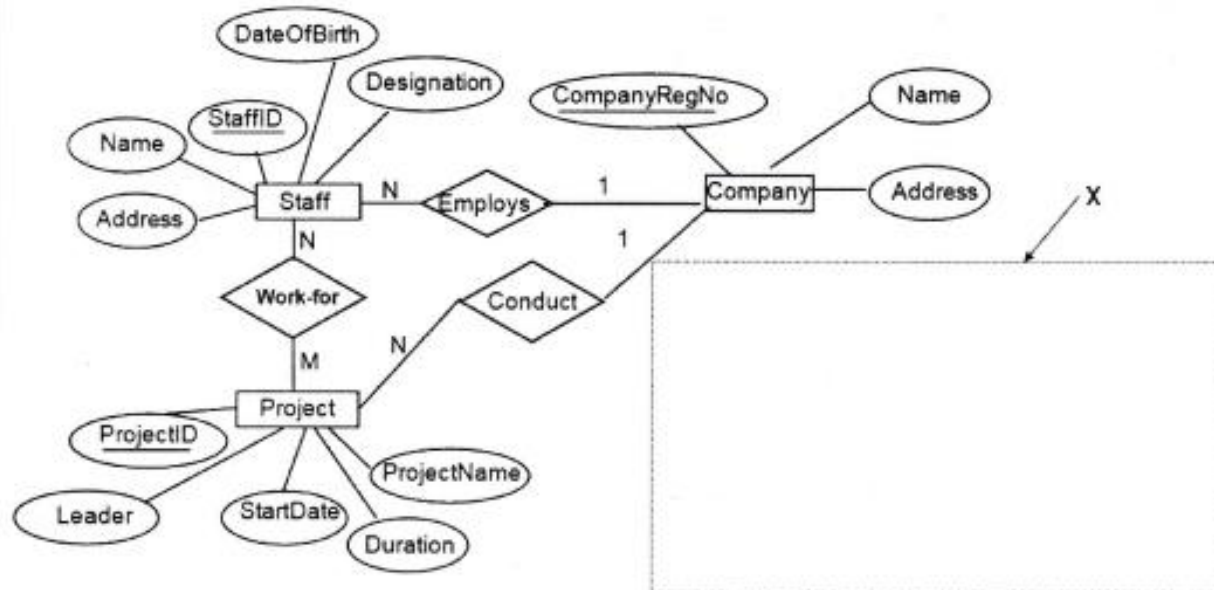 DateOfBirth
Designation
CompanyRegNo
Name
StaffID
Name
Staff
N
Employs
1
Company
Address
Address
X
N
1
Work-for
Conduct
N
M
Project
ProjectID
ProjectName
Leader
StartDate
Duration